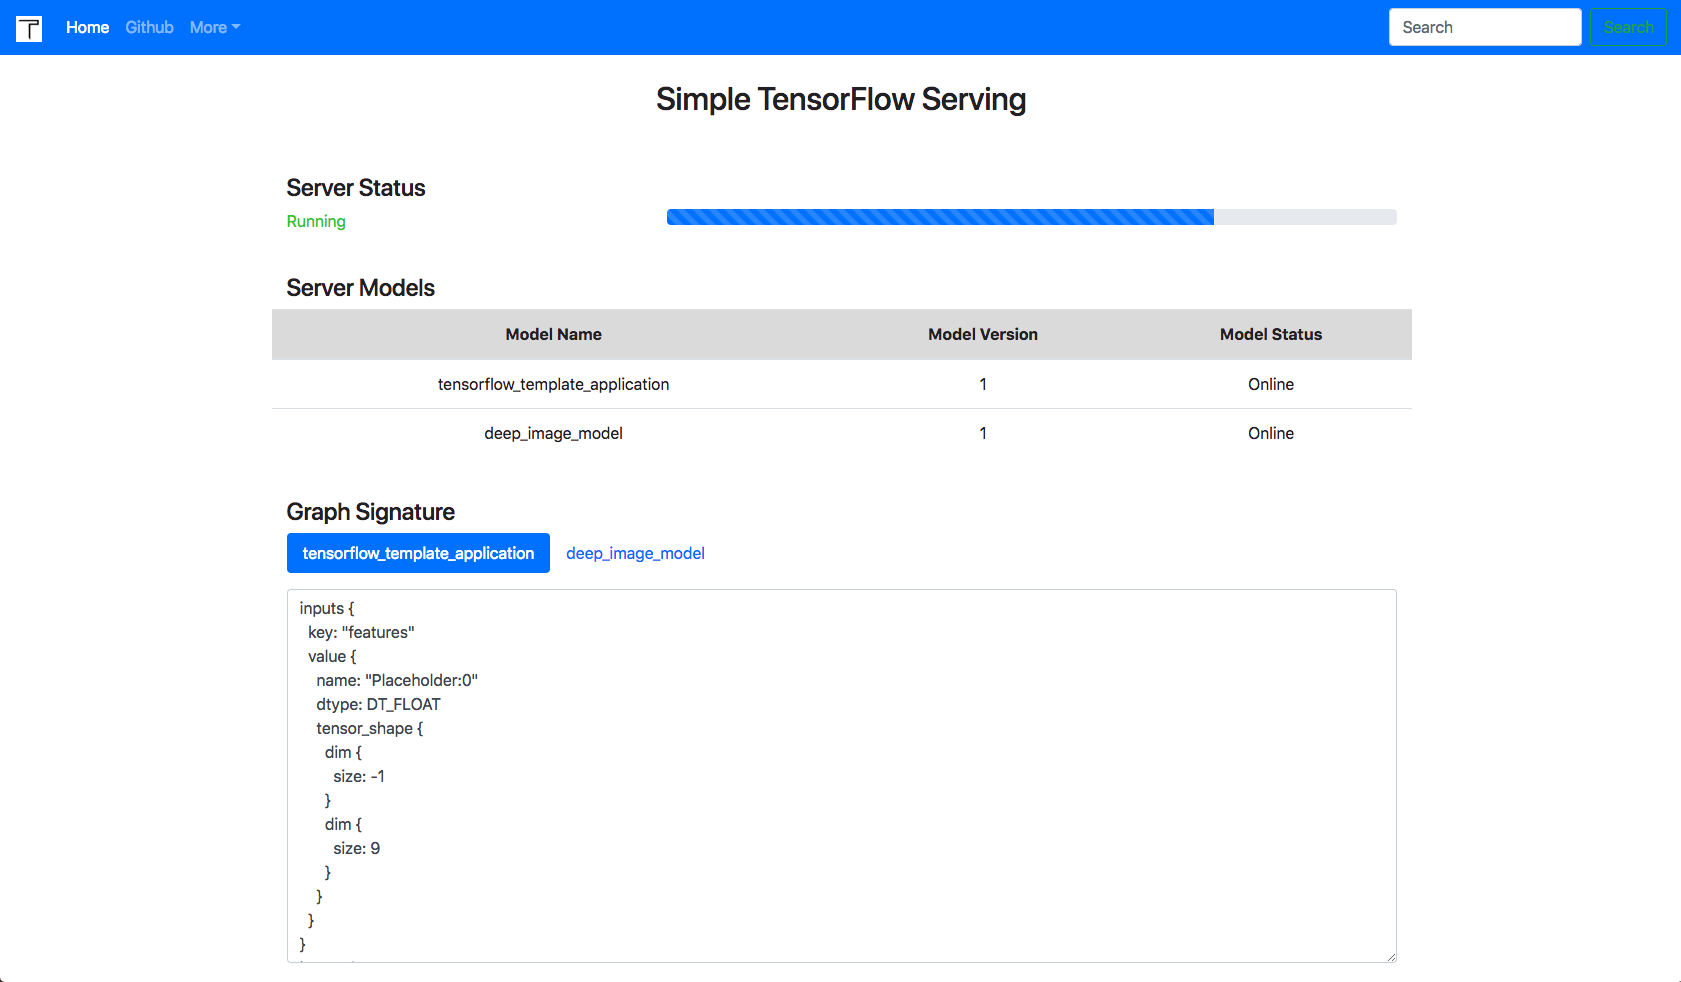 Home Github More Search Search
Simple TensorFlow Serving
Server Status
Running
Server Models
Model Name Model Version Model Status
tensorflow_template_application 1 Online
deep_image_model 1 Online
Graph Signature
tensorflow_template_application deep_image_model
inputs {
key: "features"
value {
name: "Placeholder:0"
dtype: DT_FLOAT
tensor_shape {
dim {
size: -1
}
dim {
size: 9
}
}
}
}